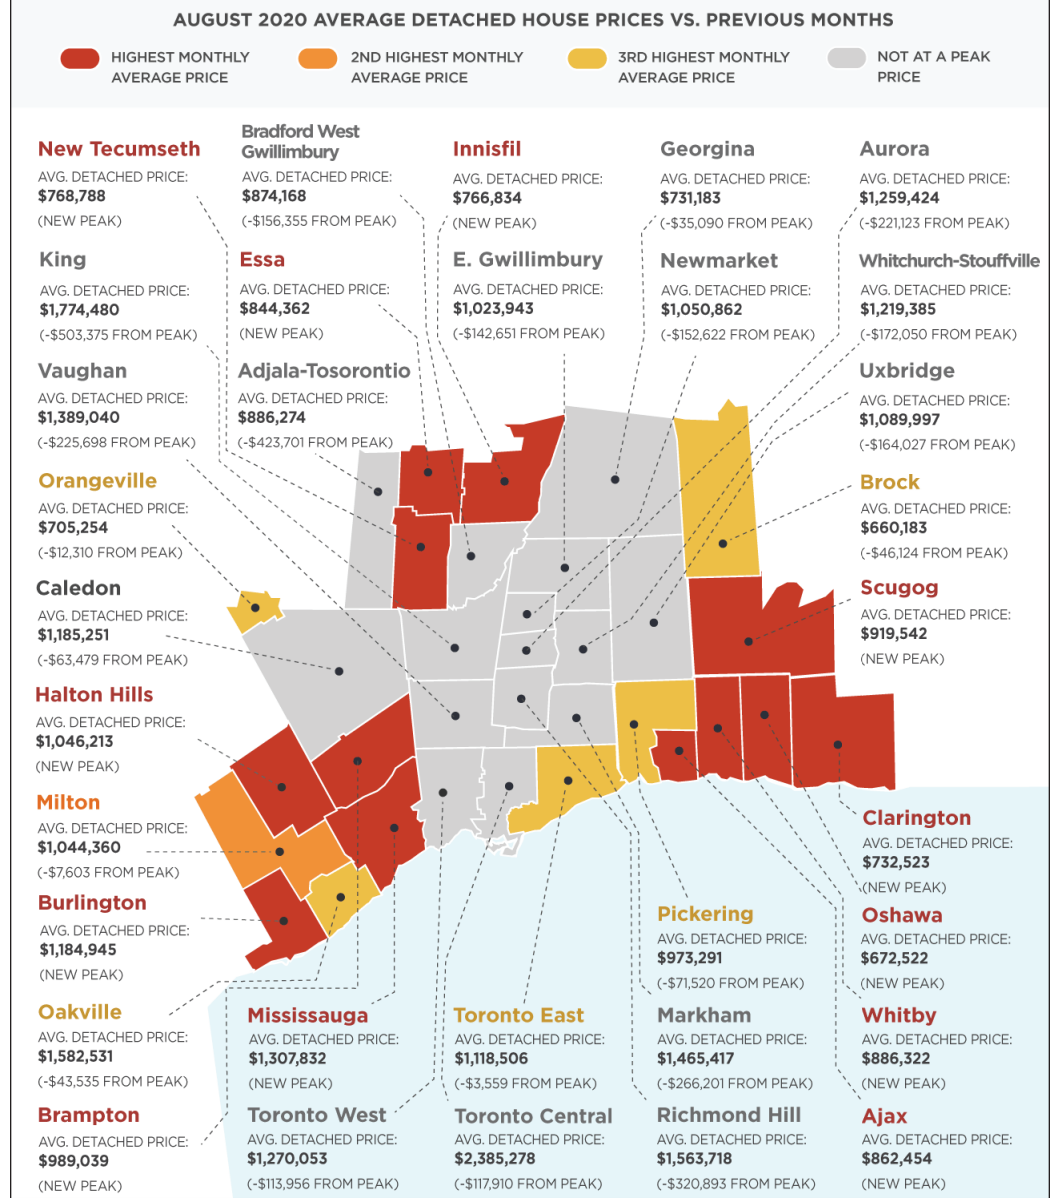 AUGUST 2020 AVERAGE DETACHED HOUSE PRICES VS. PREVIOUS MONTHS
HIGHEST MONTHLY
AVERAGE PRICE
2ND HIGHEST MONTHLY
AVERAGE PRICE
3RD HIGHEST MONTHLY
AVERAGE PRICE
NOT AT A PEAK
PRICE
New Tecumseth
AVG. DETACHED PRICE:
$768,788
(NEW PEAK)
Bradford West
Gwillimbury
AVG. DETACHED PRICE:
$874,168
(-$156,355 FROM PEAK)
Innisfil
AVG. DETACHED PRICE:
$766,834
(NEW PEAK)
Georgina
AVG. DETACHED PRICE:
$731,183
(-$35,090 FROM PEAK)
Aurora
AVG. DETACHED PRICE:
$1,259,424
(-$221,123 FROM PEAK)
King
AVG. DETACHED PRICE:
$1,774,480
(-$503,375 FROM PEAK)
Essa
AVG. DETACHED PRICE:
$844,362
(NEW PEAK)
E. Gwillimbury
AVG. DETACHED PRICE:
$1,023,943
(-$142,651 FROM PEAK)
Newmarket
AVG. DETACHED PRICE:
$1,050,862
(-$152,622 FROM PEAK)
Whitchurch-Stouffville
AVG. DETACHED PRICE:
$1,219,385
(-$172,050 FROM PEAK)
Vaughan
AVG. DETACHED PRICE:
$1,389,040
(-$225,698 FROM PEAK)
Adjala-Tosorontio
AVG. DETACHED PRICE:
$886,274
(-$423,701 FROM PEAK)
Uxbridge
AVG. DETACHED PRICE:
$1,089,997
(-$164,027 FROM PEAK)
Orangeville
AVG. DETACHED PRICE:
$705,254
(-$12,310 FROM PEAK)
Brock
AVG. DETACHED PRICE:
$660,183
(-$46,124 FROM PEAK)
Caledon
AVG. DETACHED PRICE:
$1,185,251
(-$63,479 FROM PEAK)
Scugog
AVG. DETACHED PRICE:
$919,542
(NEW PEAK)
Halton Hills
AVG. DETACHED PRICE:
$1,046,213
(NEW PEAK)
Milton
AVG. DETACHED PRICE:
$1,044,360
(-$7,603 FROM PEAK)
Clarington
AVG. DETACHED PRICE:
$732,523
(NEW PEAK)
Burlington
AVG. DETACHED PRICE:
$1,184,945
(NEW PEAK)
Pickering
AVG. DETACHED PRICE:
$973,291
(-$71,520 FROM PEAK)
Oshawa
AVG. DETACHED PRICE:
$672,522
(NEW PEAK)
Oakville
AVG. DETACHED PRICE:
$1,582,531
(-$43,535 FROM PEAK)
Mississauga
AVG. DETACHED PRICE:
$1,307,832
(NEW PEAK)
Toronto East
AVG. DETACHED PRICE:
$1,118,506
(-$3,559 FROM PEAK)
Markham
AVG. DETACHED PRICE:
$1,465,417
(-$266,201 FROM PEAK)
Whitby
AVG. DETACHED PRICE:
$886,322
(NEW PEAK)
Brampton
AVG. DETACHED PRICE:
$989,039
(NEW PEAK)
Toronto West
AVG. DETACHED PRICE:
$1,270,053
(-$113,956 FROM PEAK)
Toronto Central
AVG. DETACHED PRICE:
$2,385,278
(-$117,910 FROM PEAK)
Richmond Hill
AVG. DETACHED PRICE:
$1,563,718
(-$320,893 FROM PEAK)
Ajax
AVG. DETACHED PRICE:
$862,454
(NEW PEAK)